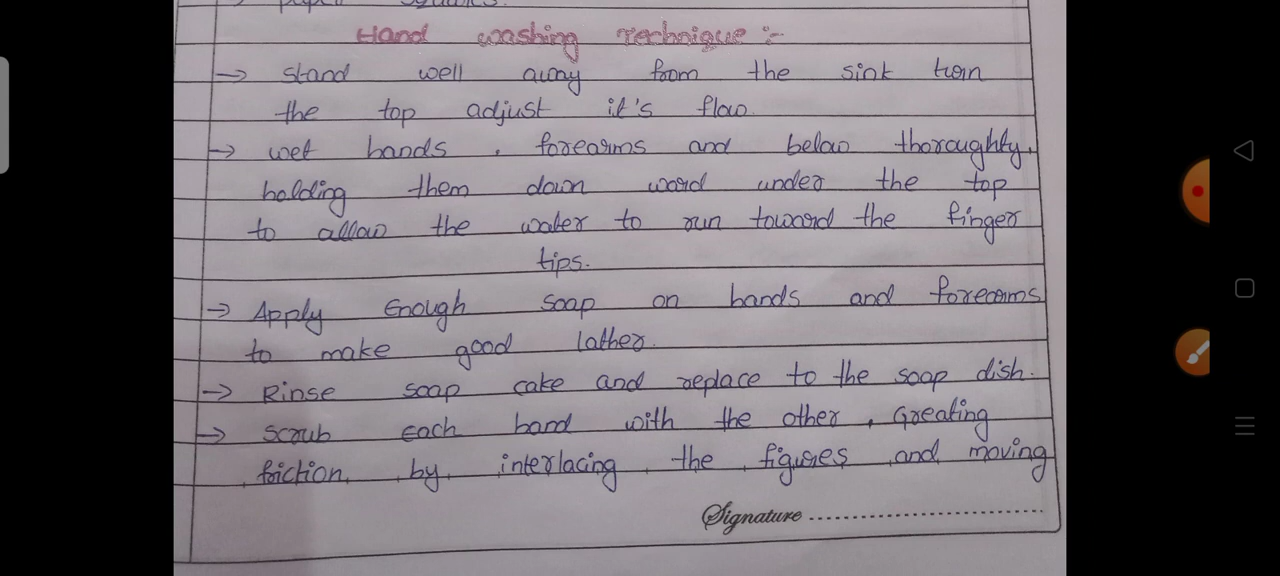 Hand washing Technique :-
→ Stand well away from the sink turn
the top adjust it's flow.
→ wet hands, forearms and below thoroughly.
holding them down word under the top
to allow the water to run toward the finger
tips.
→ Apply Enough soap on hands and forearms
to make good lather.
→ Rinse soap cake and replace to the soap dish.
→ Scrub each hand with the other, Greating
friction, by interlacing the figures and moving
Signature